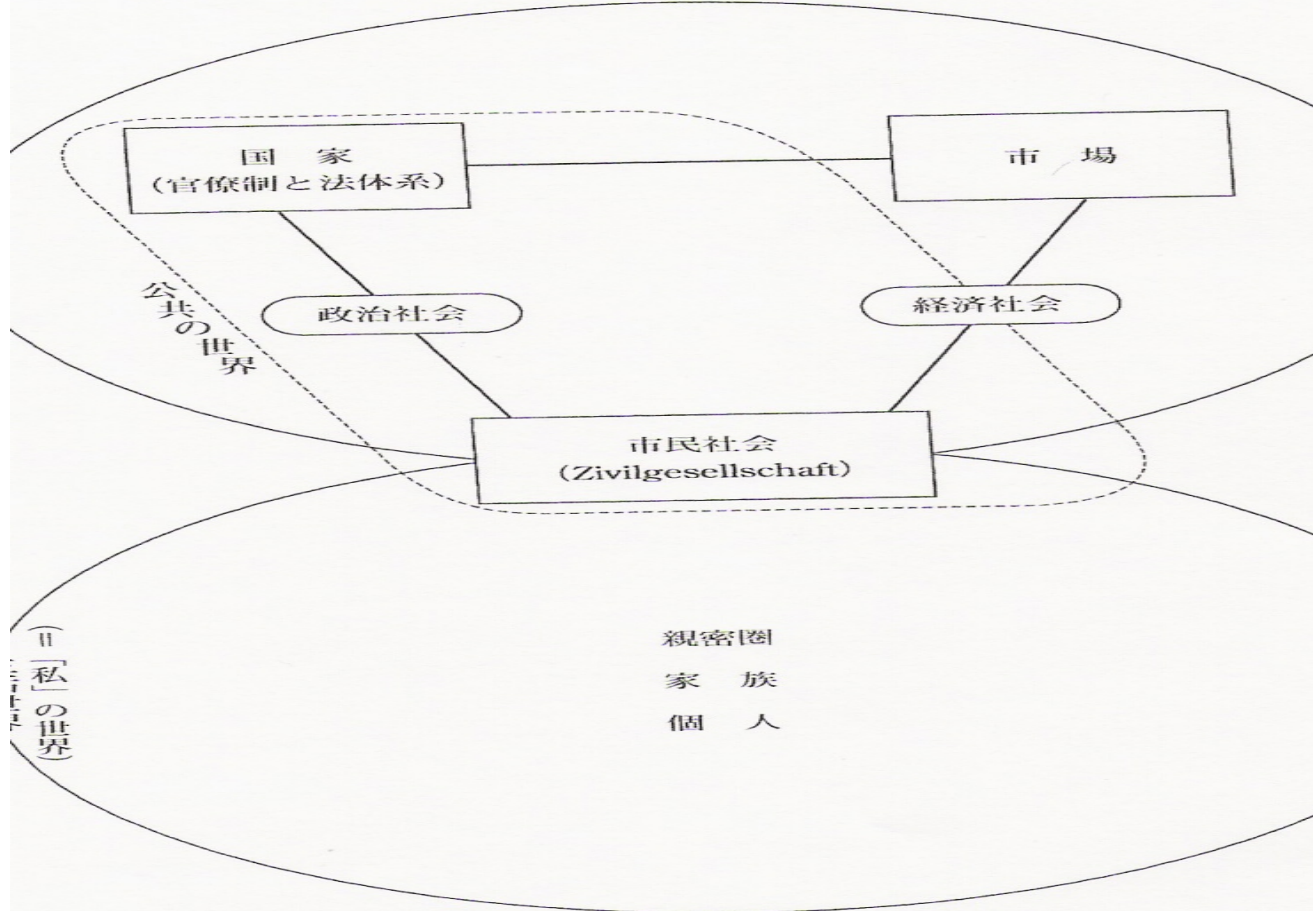 国 家
(官僚制と法体系)
市 場
公共の世界
政治社会
経済社会
市民社会
(Zivilgesellschaft)
親密圏
家 族
個 人
(=「私」の世界)